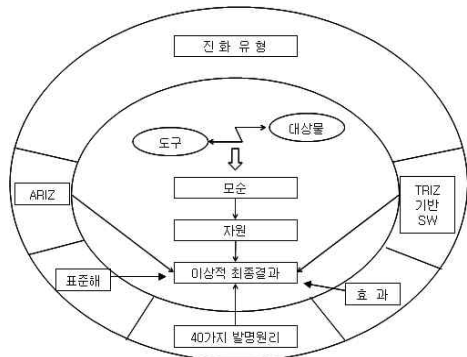 진 화 유 형
대상물
도구
모순
ARIZ
TRIZ
기반
SW
자원
표준해
이상적 최종결과
효 과
40가지 발명원리